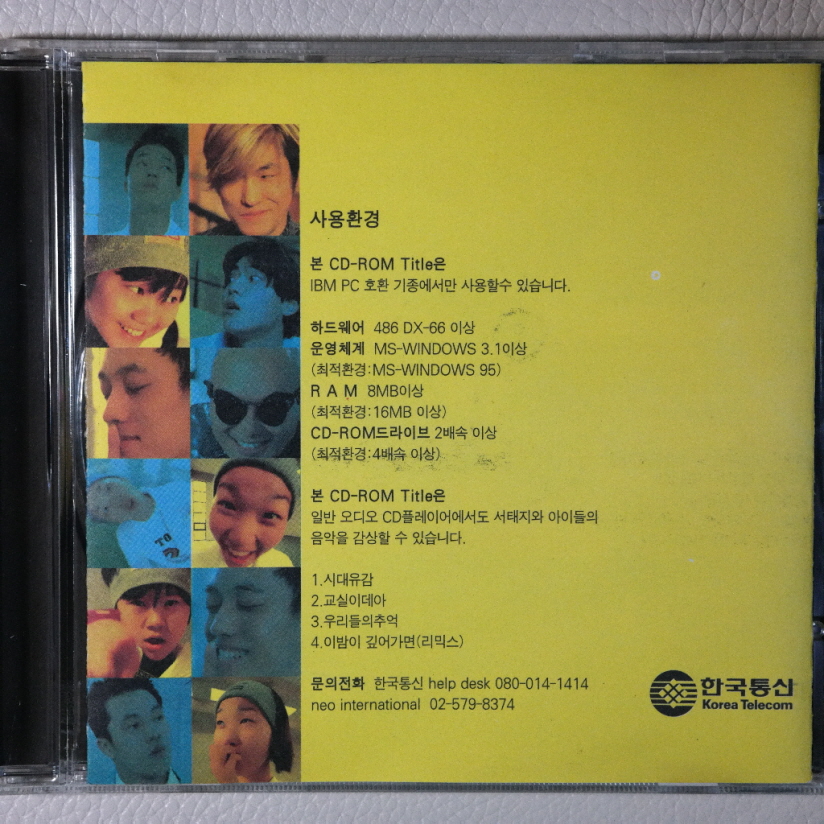 사용환경
본 CD-ROM Title은
IBM PC 호환 기종에서만 사용할수 있습니다.
하드웨어 486 DX-66 이상
운영체계 MS-WINDOWS 3.1이상
(최적환경:MS-WINDOWS 95)
R A M 8MB이상
(최적환경:16MB 이상)
CD-ROM드라이브 2배속 이상
(최적환경:4배속 이상)
본 CD-ROM Title은
일반 오디오 CD플레이어에서도 서태지와 아이들의
음악을 감상할 수 있습니다.
1.시대유감
2.교실이데아
3.우리들의추억
4.이밤이 깊어가면(리믹스)
문의전화 한국통신 help desk 080-014-1414
neo international 02-579-8374
한국통신
Korea Telecom
TO